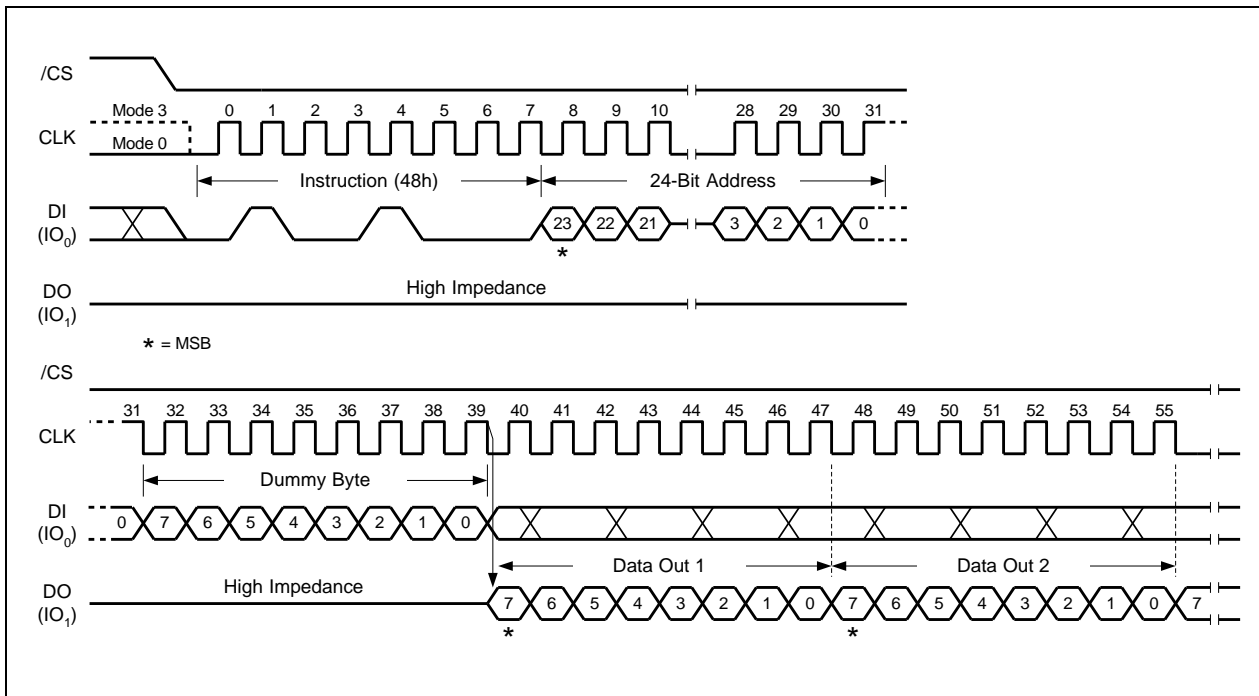 /CS
Mode 3 0 1 2 3 4 5 6 7 8 9 10 28 29 30 31
CLK
Mode 0
Instruction (48h) 24-Bit Address
DI
(IO0)
23 22 21 3 2 1 0
*
High Impedance
DO
(IO1)
* = MSB
/CS
31 32 33 34 35 36 37 38 39 40 41 42 43 44 45 46 47 48 49 50 51 52 53 54 55
CLK
Dummy Byte
DI
(IO0)
0 7 6 5 4 3 2 1 0
Data Out 1 Data Out 2
High Impedance
DO
(IO1)
7 6 5 4 3 2 1 0 7 6 5 4 3 2 1 0 7
* *